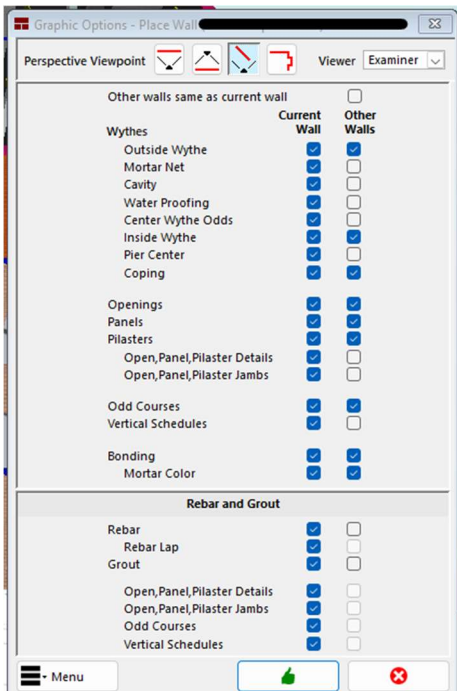 Graphic Options - Place Wall
Perspective Viewpoint Viewer Examiner
Other walls same as current wall
Current Other
Wythes Wall Walls
Outside Wythe
Mortar Net
Cavity
Water Proofing
Center Wythe Odds
Inside Wythe
Pier Center
Coping
Openings
Panels
Pilasters
Open,Panel,Pilaster Details
Open,Panel,Pilaster Jambs
Odd Courses
Vertical Schedules
Bonding
Mortar Color
Rebar and Grout
Rebar
Rebar Lap
Grout
Open,Panel,Pilaster Details
Open,Panel,Pilaster Jambs
Odd Courses
Vertical Schedules
Menu